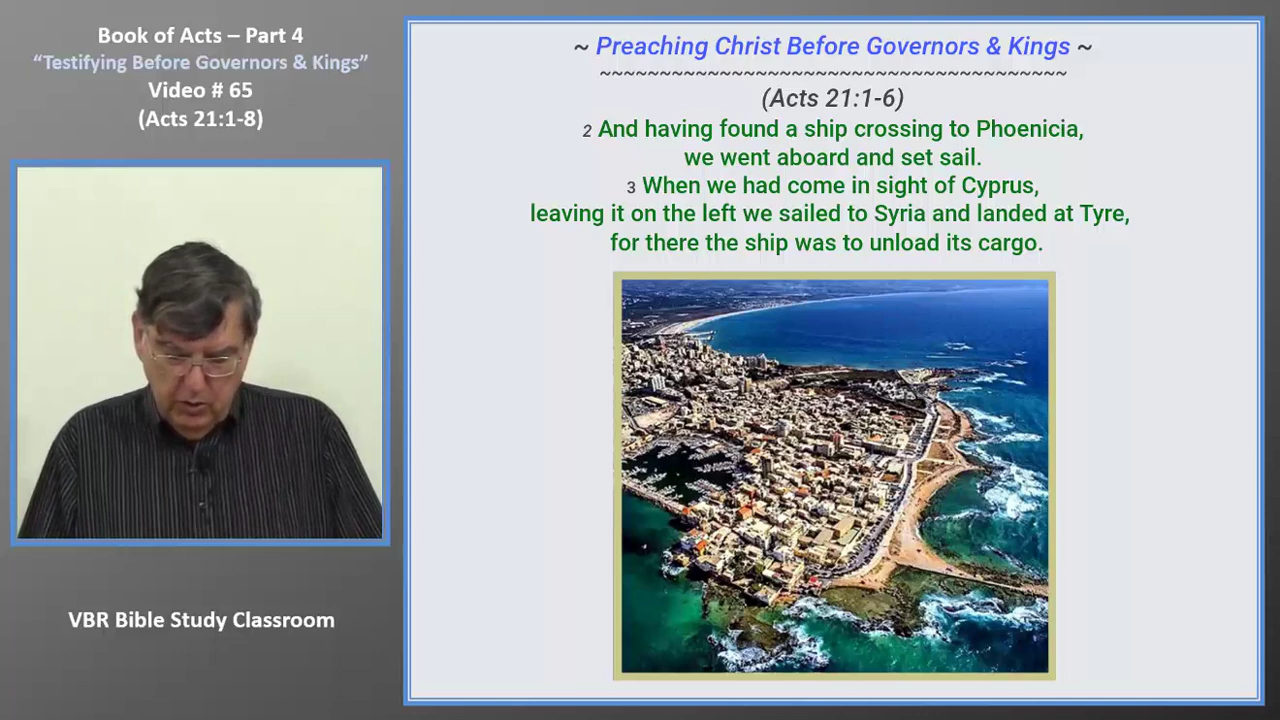 Book of Acts – Part 4
“Testifying Before Governors & Kings”
Video # 65
(Acts 21:1-8)
VBR Bible Study Classroom
~ Preaching Christ Before Governors & Kings ~
~~~~~~~~~~~~~~~~~~~~~~~~~~~~~~~~~~~~~~~
(Acts 21:1-6)
2 And having found a ship crossing to Phoenicia,
we went aboard and set sail.
3 When we had come in sight of Cyprus,
leaving it on the left we sailed to Syria and landed at Tyre,
for there the ship was to unload its cargo.